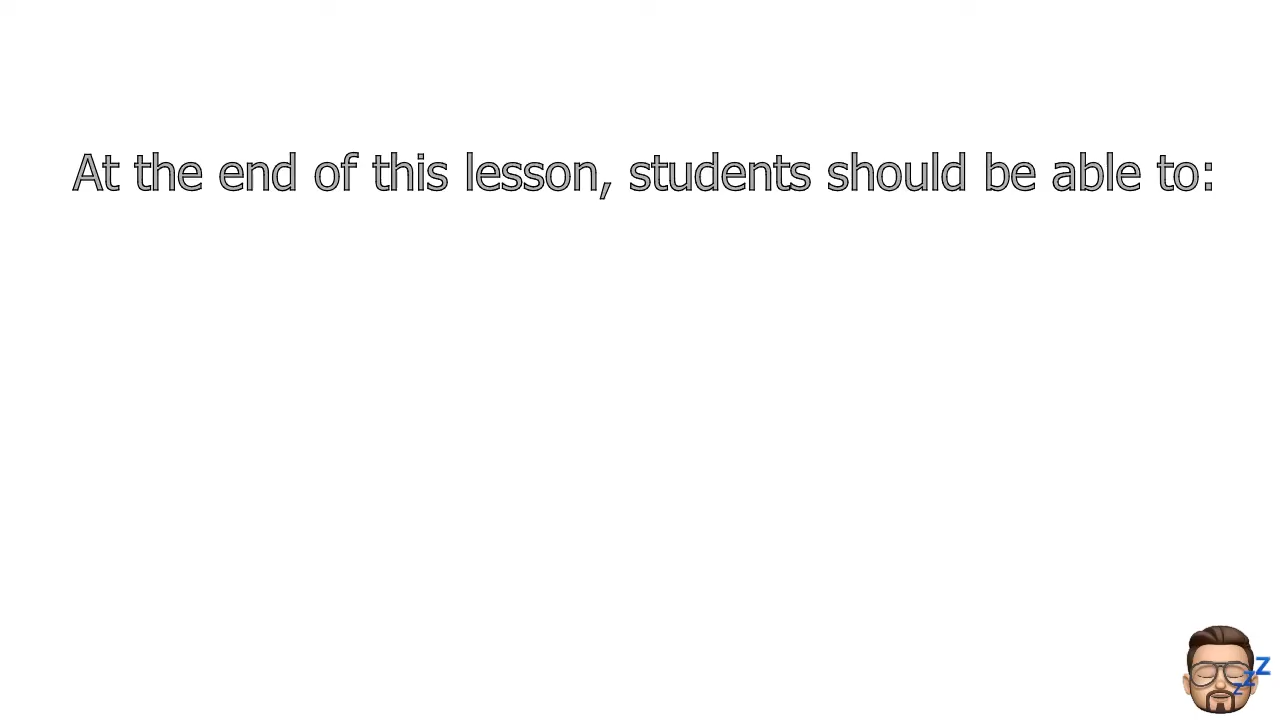 At the end of this lesson, students should be able to:
z z z